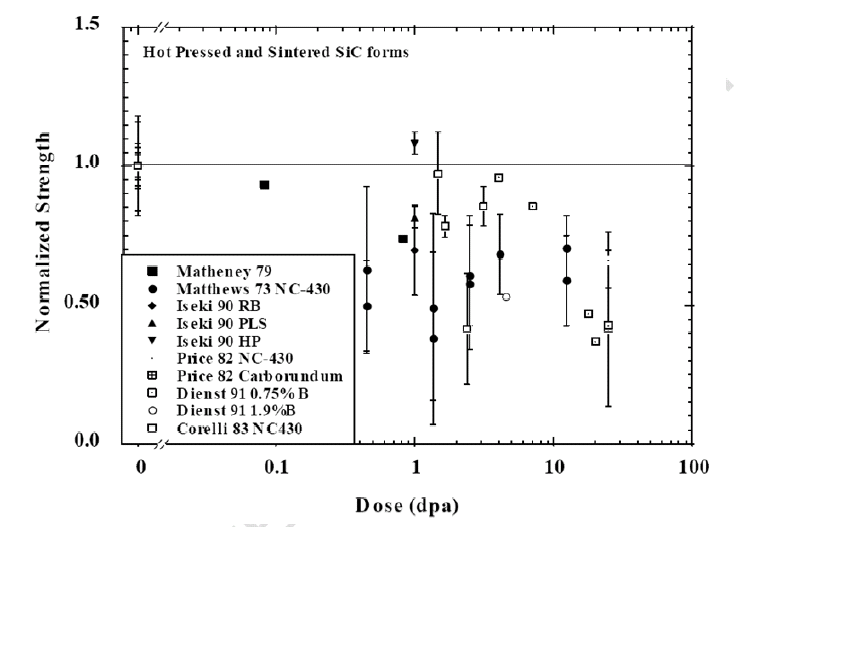 1.5
Hot Pressed and Sintered SiC forms
1.0
Normalized Strength
0.50
0.0
Matheney 79
Matthews 73 NC-430
Iseki 90 RB
Iseki 90 PLS
Iseki 90 HP
Price 82 NC-430
Price 82 Carborundum
Dienst 91 0.75% B
Dienst 91 1.9%B
Corelli 83 NC430
0 0.1 1 10 100
Dose (dpa)